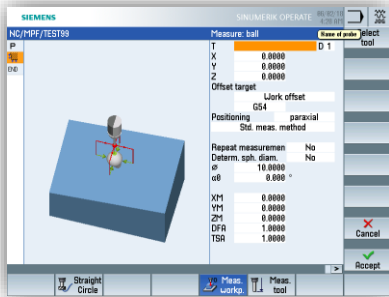 SIEMENS
SINUMERIK OPERATE
NC/MPF/TEST99
Measure: ball
Name of probe
Select
tool
P
END
T D 1
X 0.0000
Y 0.0000
Z 0.0000
Offset target
Work offset
G54
Positioning paraxial
Std. meas. method
Repeat measuremen No
Determ. sph. diam. No
Ø 10.0000
α0 0.000 °
XM 0.0000
YM 0.0000
ZM 0.0000
DFA 1.0000
TSA 1.0000
Cancel
Accept
Straight
Circle
Meas.
workp.
Meas.
tool